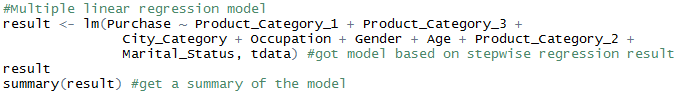 #Multiple linear regression model
result <- lm(Purchase ~ Product_Category_1 + Product_Category_3 +
City_Category + Occupation + Gender + Age + Product_Category_2 +
Marital_Status, tdata) #got model based on stepwise regression result
result
summary(result) #get a summary of the model